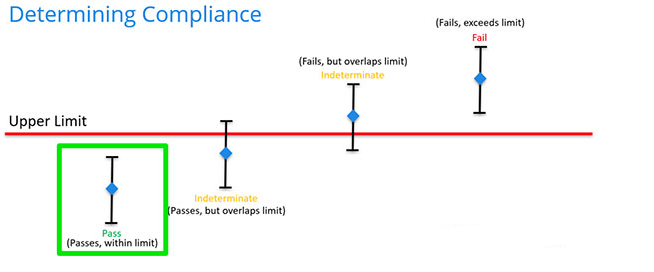 Determining Compliance
(Fails, exceeds limit)
Fail
(Fails, but overlaps limit)
Indeterminate
Upper Limit
Indeterminate
(Passes, but overlaps limit)
Pass
(Passes, within limit)